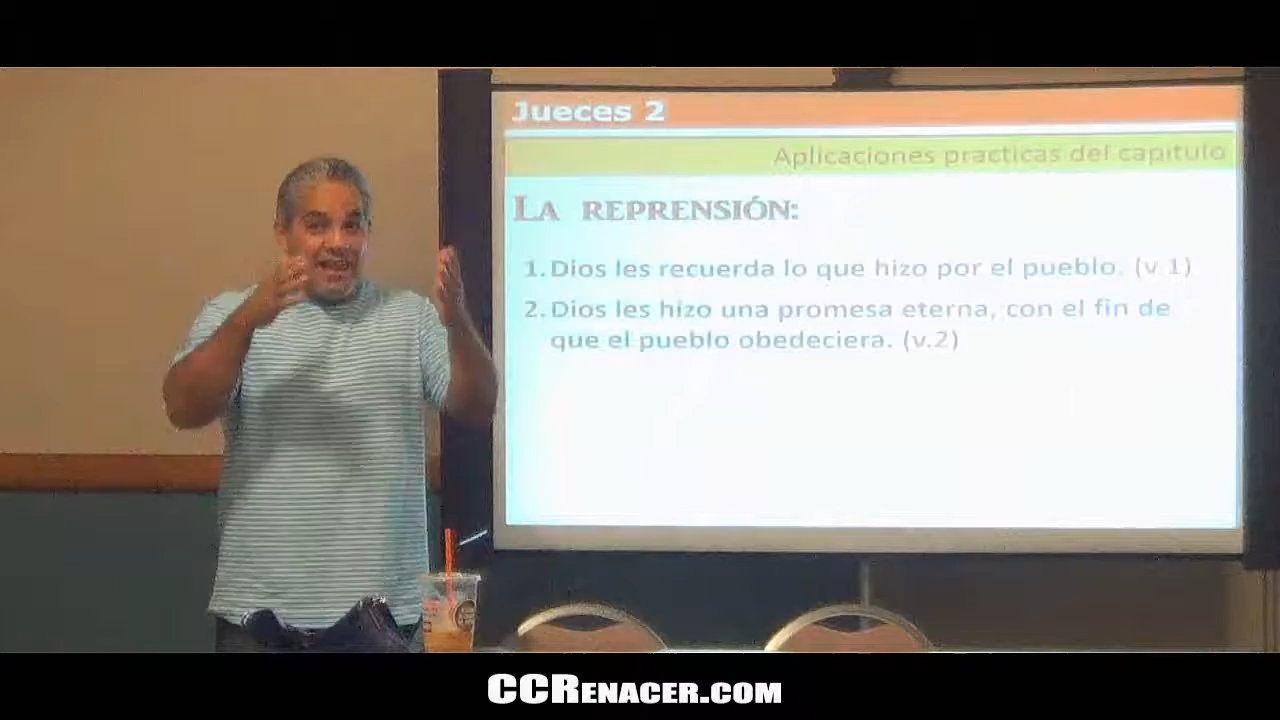 Jueces 2
Aplicaciones practicas del capitulo
LA REPRENSIÓN:
1. Dios les recuerda lo que hizo por el pueblo. (v.1)
2. Dios les hizo una promesa eterna, con el fin de
que el pueblo obedeciera. (v.2)
CCRENACER.COM